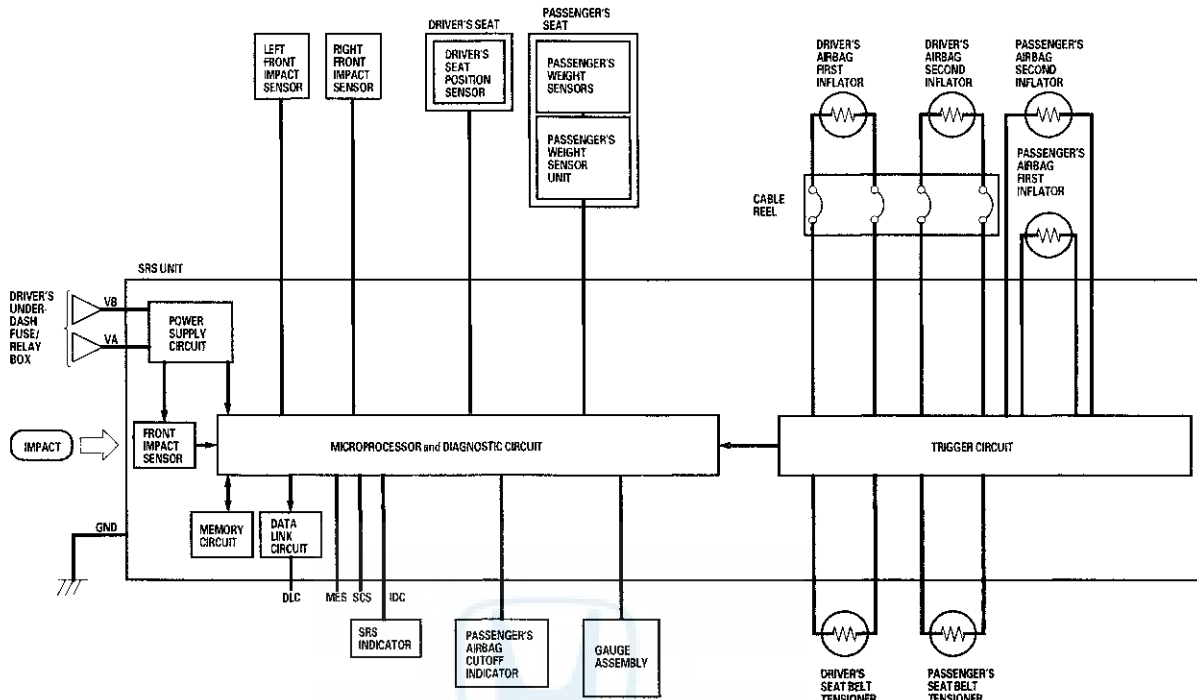 LEFT
FRONT
IMPACT
SENSOR
RIGHT
FRONT
IMPACT
SENSOR
DRIVER'S SEAT
DRIVER'S
SEAT
POSITION
SENSOR
PASSENGER'S
SEAT
PASSENGER'S
WEIGHT
SENSORS
PASSENGER'S
WEIGHT
SENSOR
UNIT
DRIVER'S
AIRBAG
FIRST
INFLATOR
DRIVER'S
AIRBAG
SECOND
INFLATOR
PASSENGER'S
AIRBAG
SECOND
INFLATOR
PASSENGER'S
AIRBAG
FIRST
INFLATOR
CABLE
REEL
SRS UNIT
DRIVER'S
UNDER-
DASH
FUSE/
RELAY
BOX
VB
VA
POWER
SUPPLY
CIRCUIT
IMPACT
FRONT
IMPACT
SENSOR
MICROPROCESSOR and DIAGNOSTIC CIRCUIT
TRIGGER CIRCUIT
GND
MEMORY
CIRCUIT
DATA
LINK
CIRCUIT
DLC
MES
SCS
IDC
SRS
INDICATOR
PASSENGER'S
AIRBAG
CUTOFF
INDICATOR
GAUGE
ASSEMBLY
DRIVER'S
SEAT BELT
TENSIONER
PASSENGER'S
SEAT BELT
TENSIONER